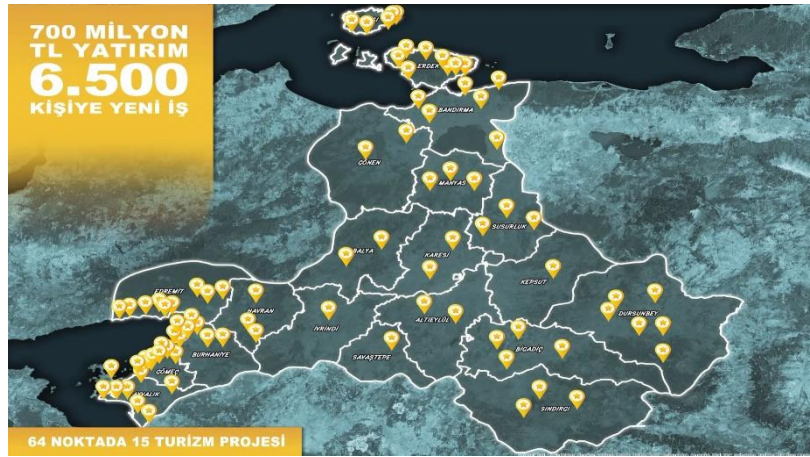 700 MİLYON
TL YATIRIM
6.500
KİŞİYE YENİ İŞ
ERDEK
BANDIRMA
GÖNEN
MANYAS
SUSURLUK
BALYA
KARESİ
KEPSUT
EDREMİT
HAVRAN
İVRİNDİ
ALTIEYLÜL
DURSUNBEY
BURHANİYE
SAVAŞTEPE
BİGADİÇ
GÖMEÇ
AYVALIK
SINDIRGI
64 NOKTADA 15 TURİZM PROJESİ